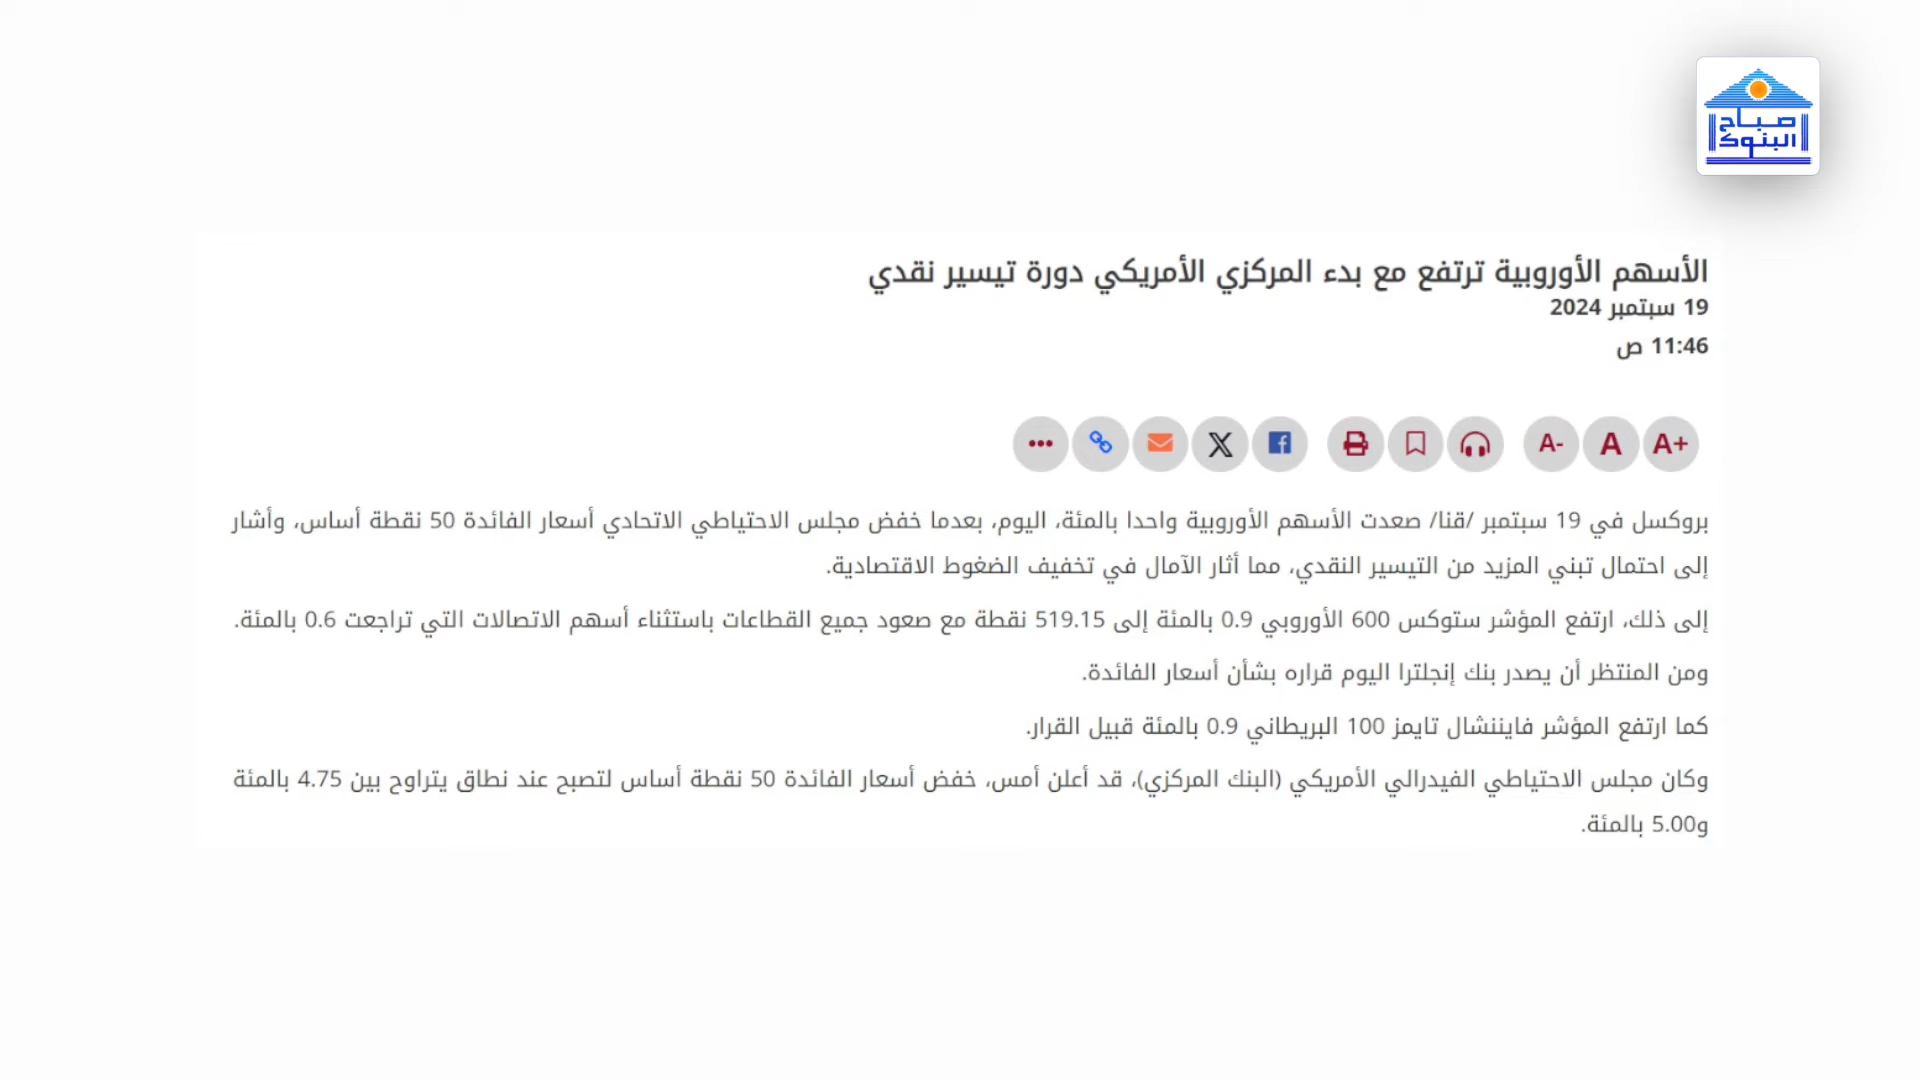 صباح
البنوك
الأسهم الأوروبية ترتفع مع بدء المركزي الأمريكي دورة تيسير نقدي
19 سبتمبر 2024
11:46 ص
A+ A A-
بروكسل في 19 سبتمبر /قنا/ صعدت الأسهم الأوروبية واحدا بالمئة، اليوم، بعدما خفض مجلس الاحتياطي الاتحادي أسعار الفائدة 50 نقطة أساس، وأشار
إلى احتمال تبني المزيد من التيسير النقدي، مما أثار الآمال في تخفيف الضغوط الاقتصادية.
إلى ذلك، ارتفع المؤشر ستوكس 600 الأوروبي 0.9 بالمئة إلى 519.15 نقطة مع صعود جميع القطاعات باستثناء أسهم الاتصالات التي تراجعت 0.6 بالمئة.
ومن المنتظر أن يصدر بنك إنجلترا اليوم قراره بشأن أسعار الفائدة.
كما ارتفع المؤشر فايننشال تايمز 100 البريطاني 0.9 بالمئة قبيل القرار.
وكان مجلس الاحتياطي الفيدرالي الأمريكي (البنك المركزي)، قد أعلن أمس، خفض أسعار الفائدة 50 نقطة أساس لتصبح عند نطاق يتراوح بين 4.75 بالمئة
و5.00 بالمئة.